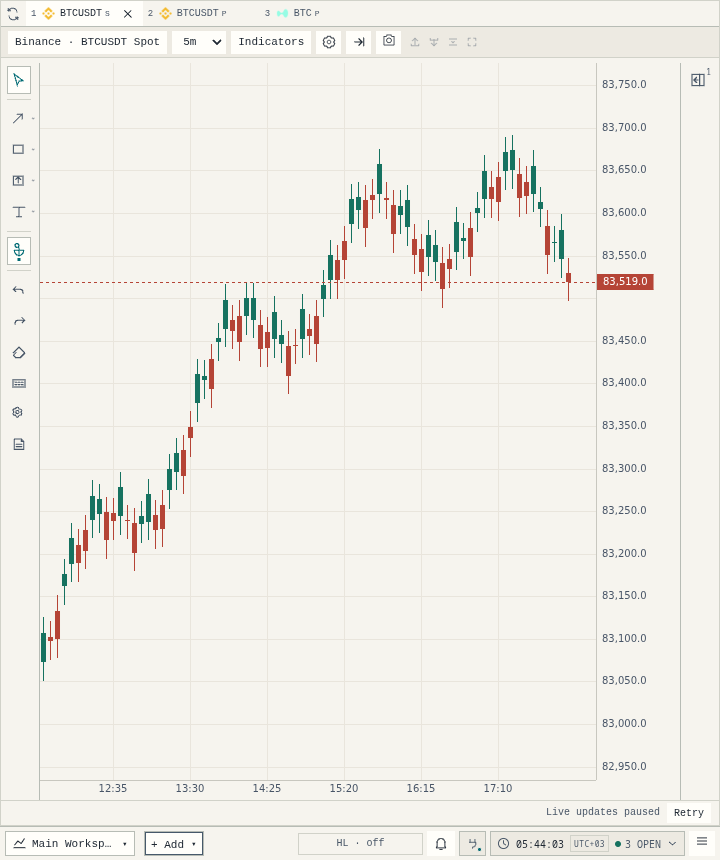 1 BTCUSDT S
2 BTCUSDT P
3 BTC P
Binance · BTCUSDT Spot 5m Indicators
1
83,750.0
83,700.0
83,650.0
83,600.0
83,550.0
83,519.0
83,450.0
83,400.0
83,350.0
83,300.0
83,250.0
83,200.0
83,150.0
83,100.0
83,050.0
83,000.0
82,950.0
12:35 13:30 14:25 15:20 16:15 17:10
Live updates paused Retry
Main Worksp… + Add HL · off 05:44:03 UTC+03 3 OPEN